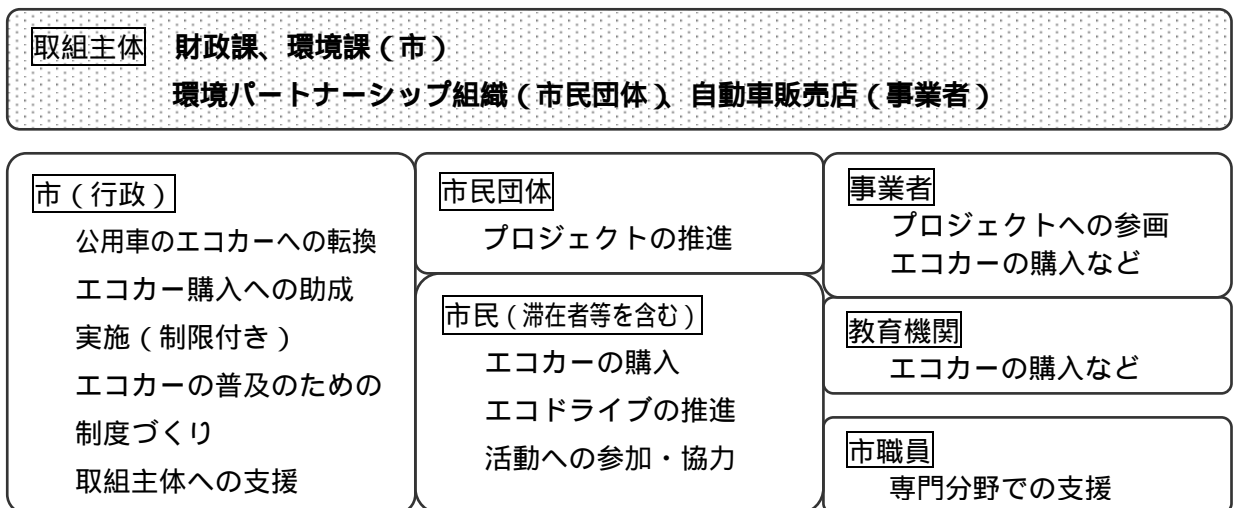 取組主体 財政課、環境課（市）
環境パートナーシップ組織（市民団体）、自動車販売店（事業者）
市（行政）
公用車のエコカーへの転換
エコカー購入への助成
実施（制限付き）
エコカーの普及のための
制度づくり
取組主体への支援
市民団体
プロジェクトの推進
市民（滞在者等を含む）
エコカーの購入
エコドライブの推進
活動への参加・協力
事業者
プロジェクトへの参画
エコカーの購入など
教育機関
エコカーの購入など
市職員
専門分野での支援